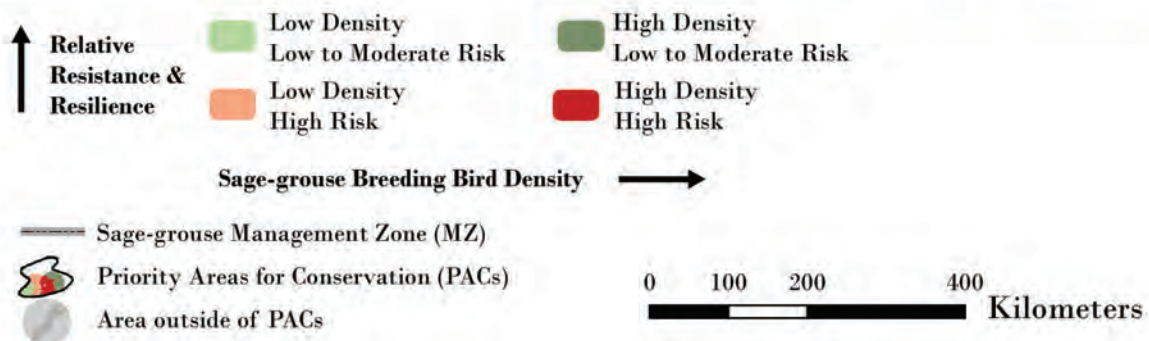 Relative
Resistance &
Resilience
Low Density
Low to Moderate Risk
High Density
Low to Moderate Risk
Low Density
High Risk
High Density
High Risk
Sage-grouse Breeding Bird Density
Sage-grouse Management Zone (MZ)
Priority Areas for Conservation (PACs)
Area outside of PACs
0 100 200 400
Kilometers